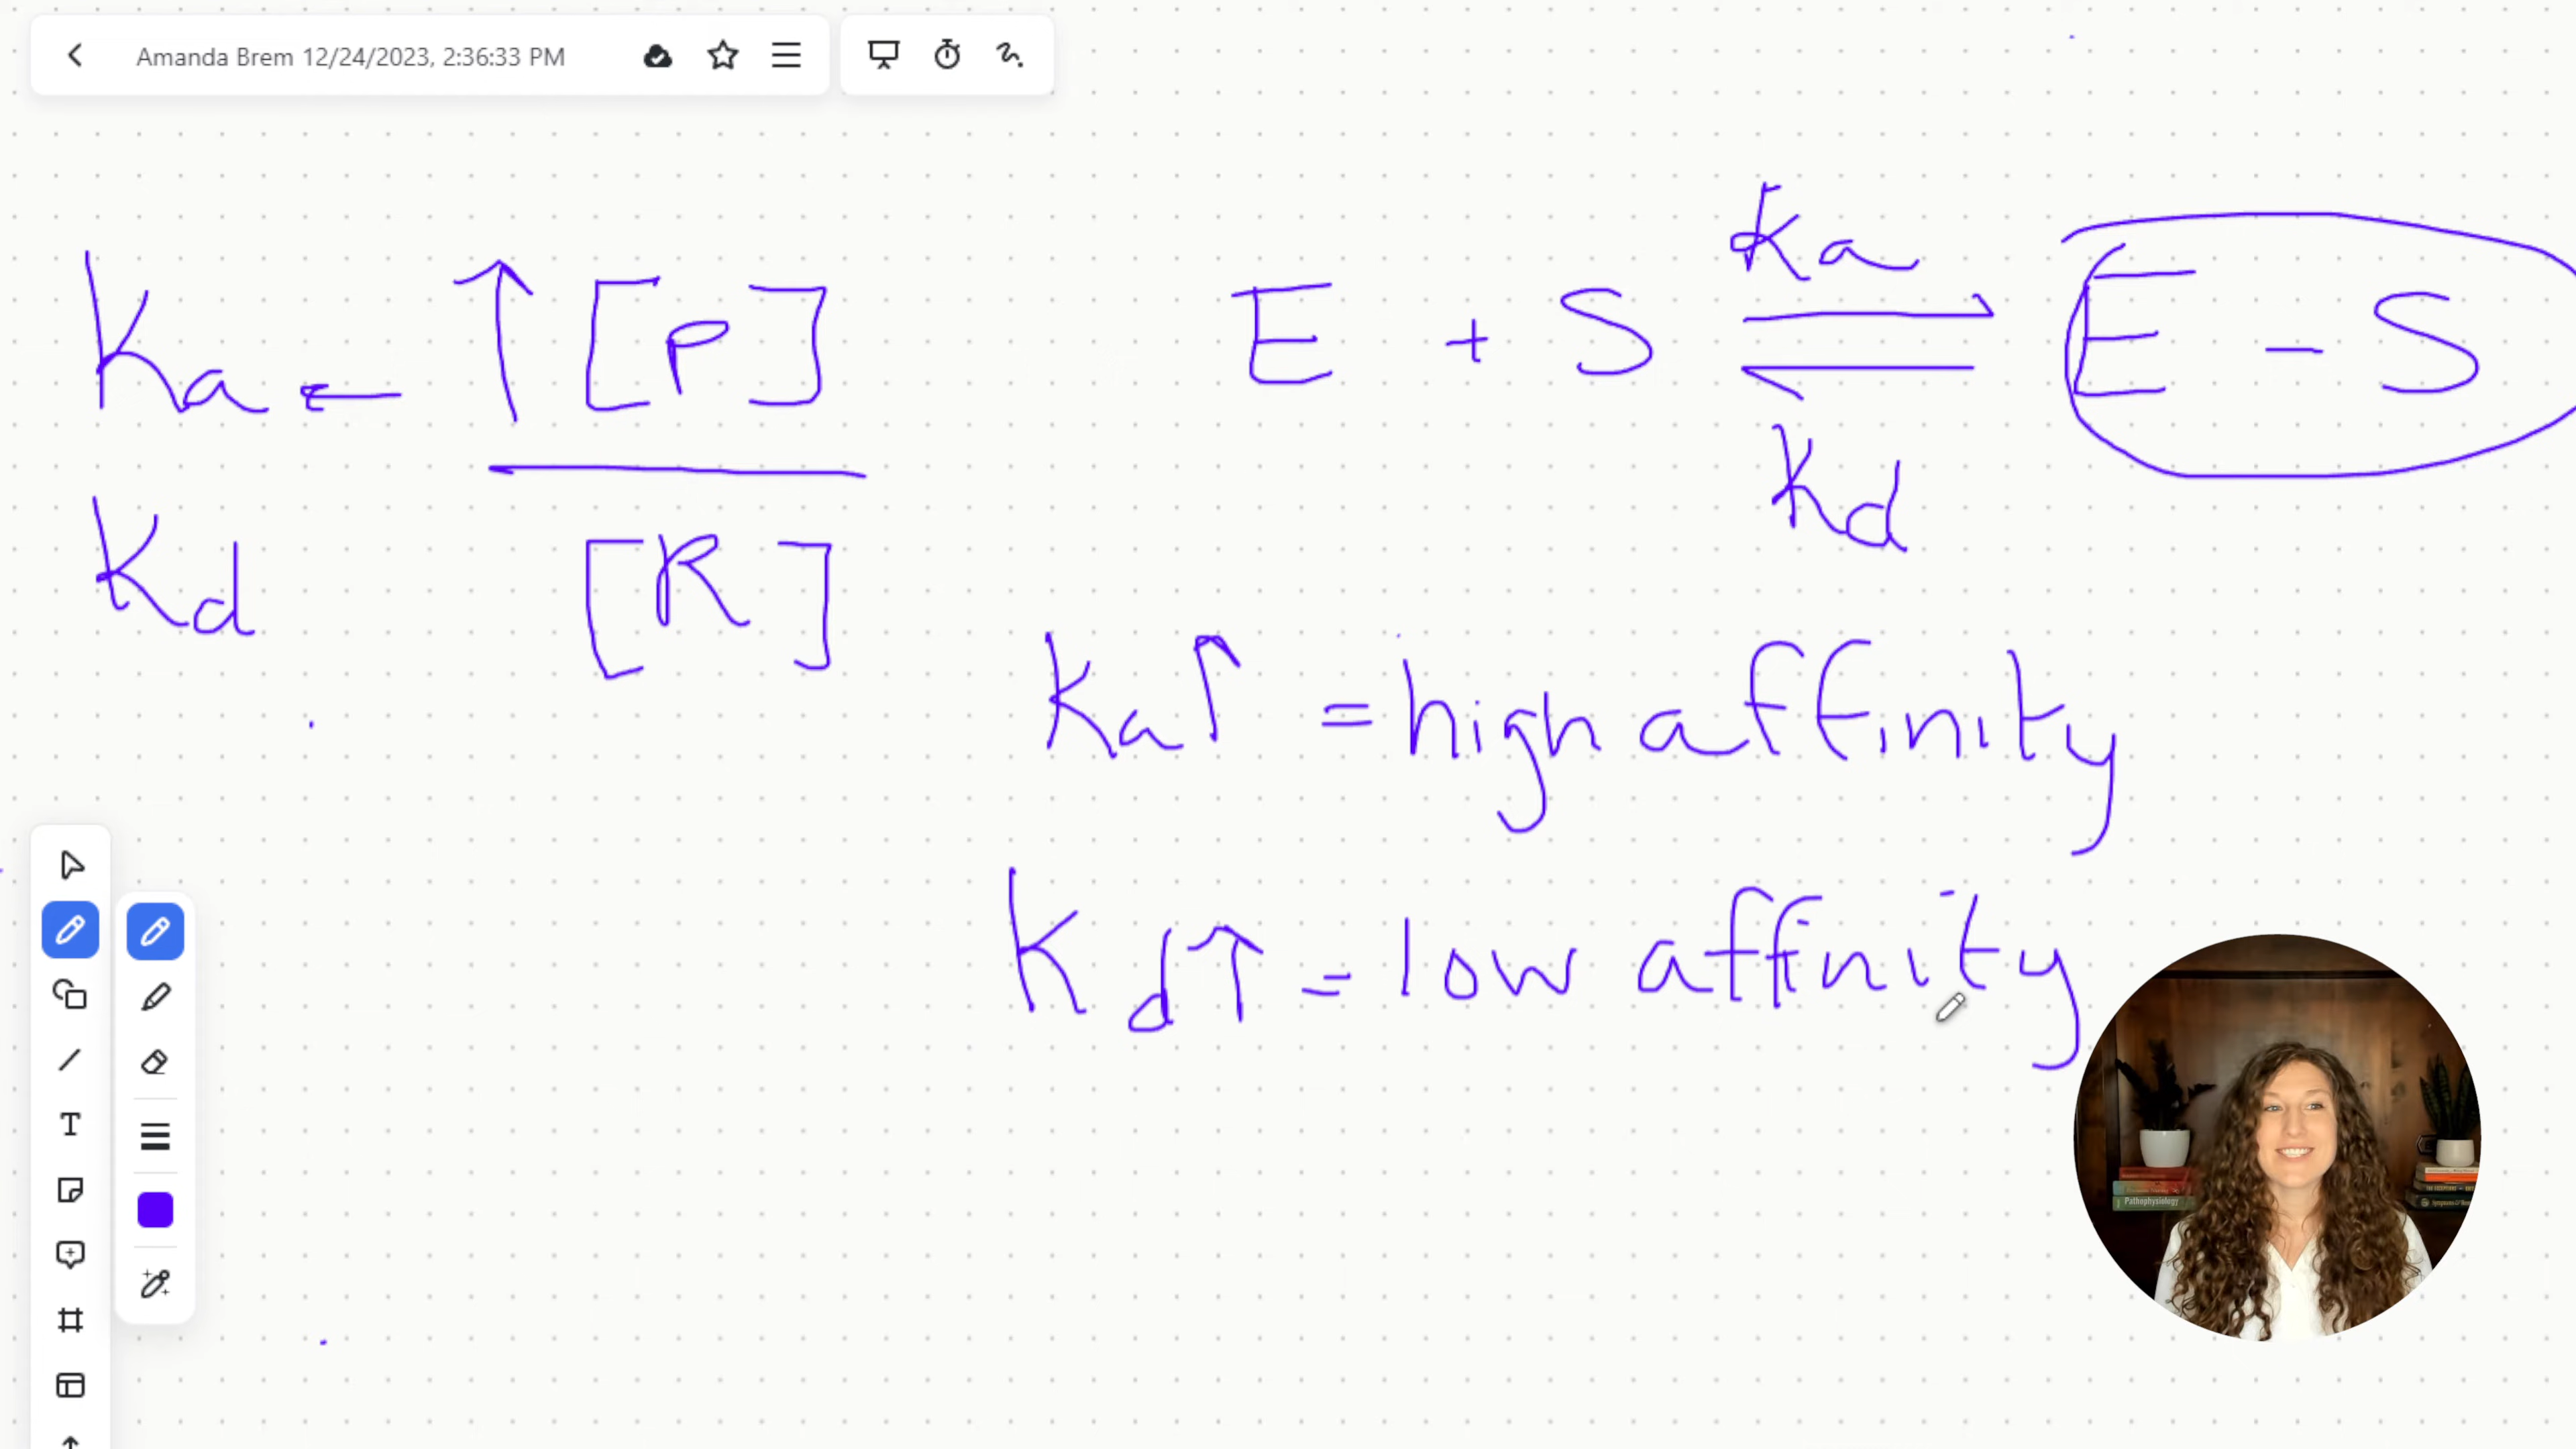 Amanda Brem 12/24/2023, 2:36:33 PM
Ka ← ↑ [P]
Kd [R]
E + S ⇌ E - S
Ka
Kd
Ka↑ = high affinity
Kd↑ = low affinity
T
Pathophysiology